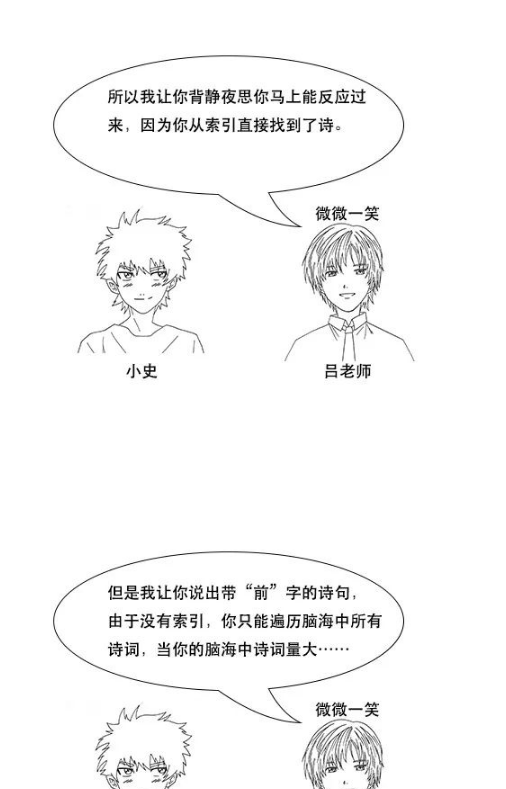 所以我让你背静夜思你马上能反应过
来，因为你从索引直接找到了诗。
微微一笑
小史
吕老师
但是我让你说出带“前”字的诗句，
由于没有索引，你只能遍历脑海中所有
诗词，当你的脑海中诗词量大……
微微一笑